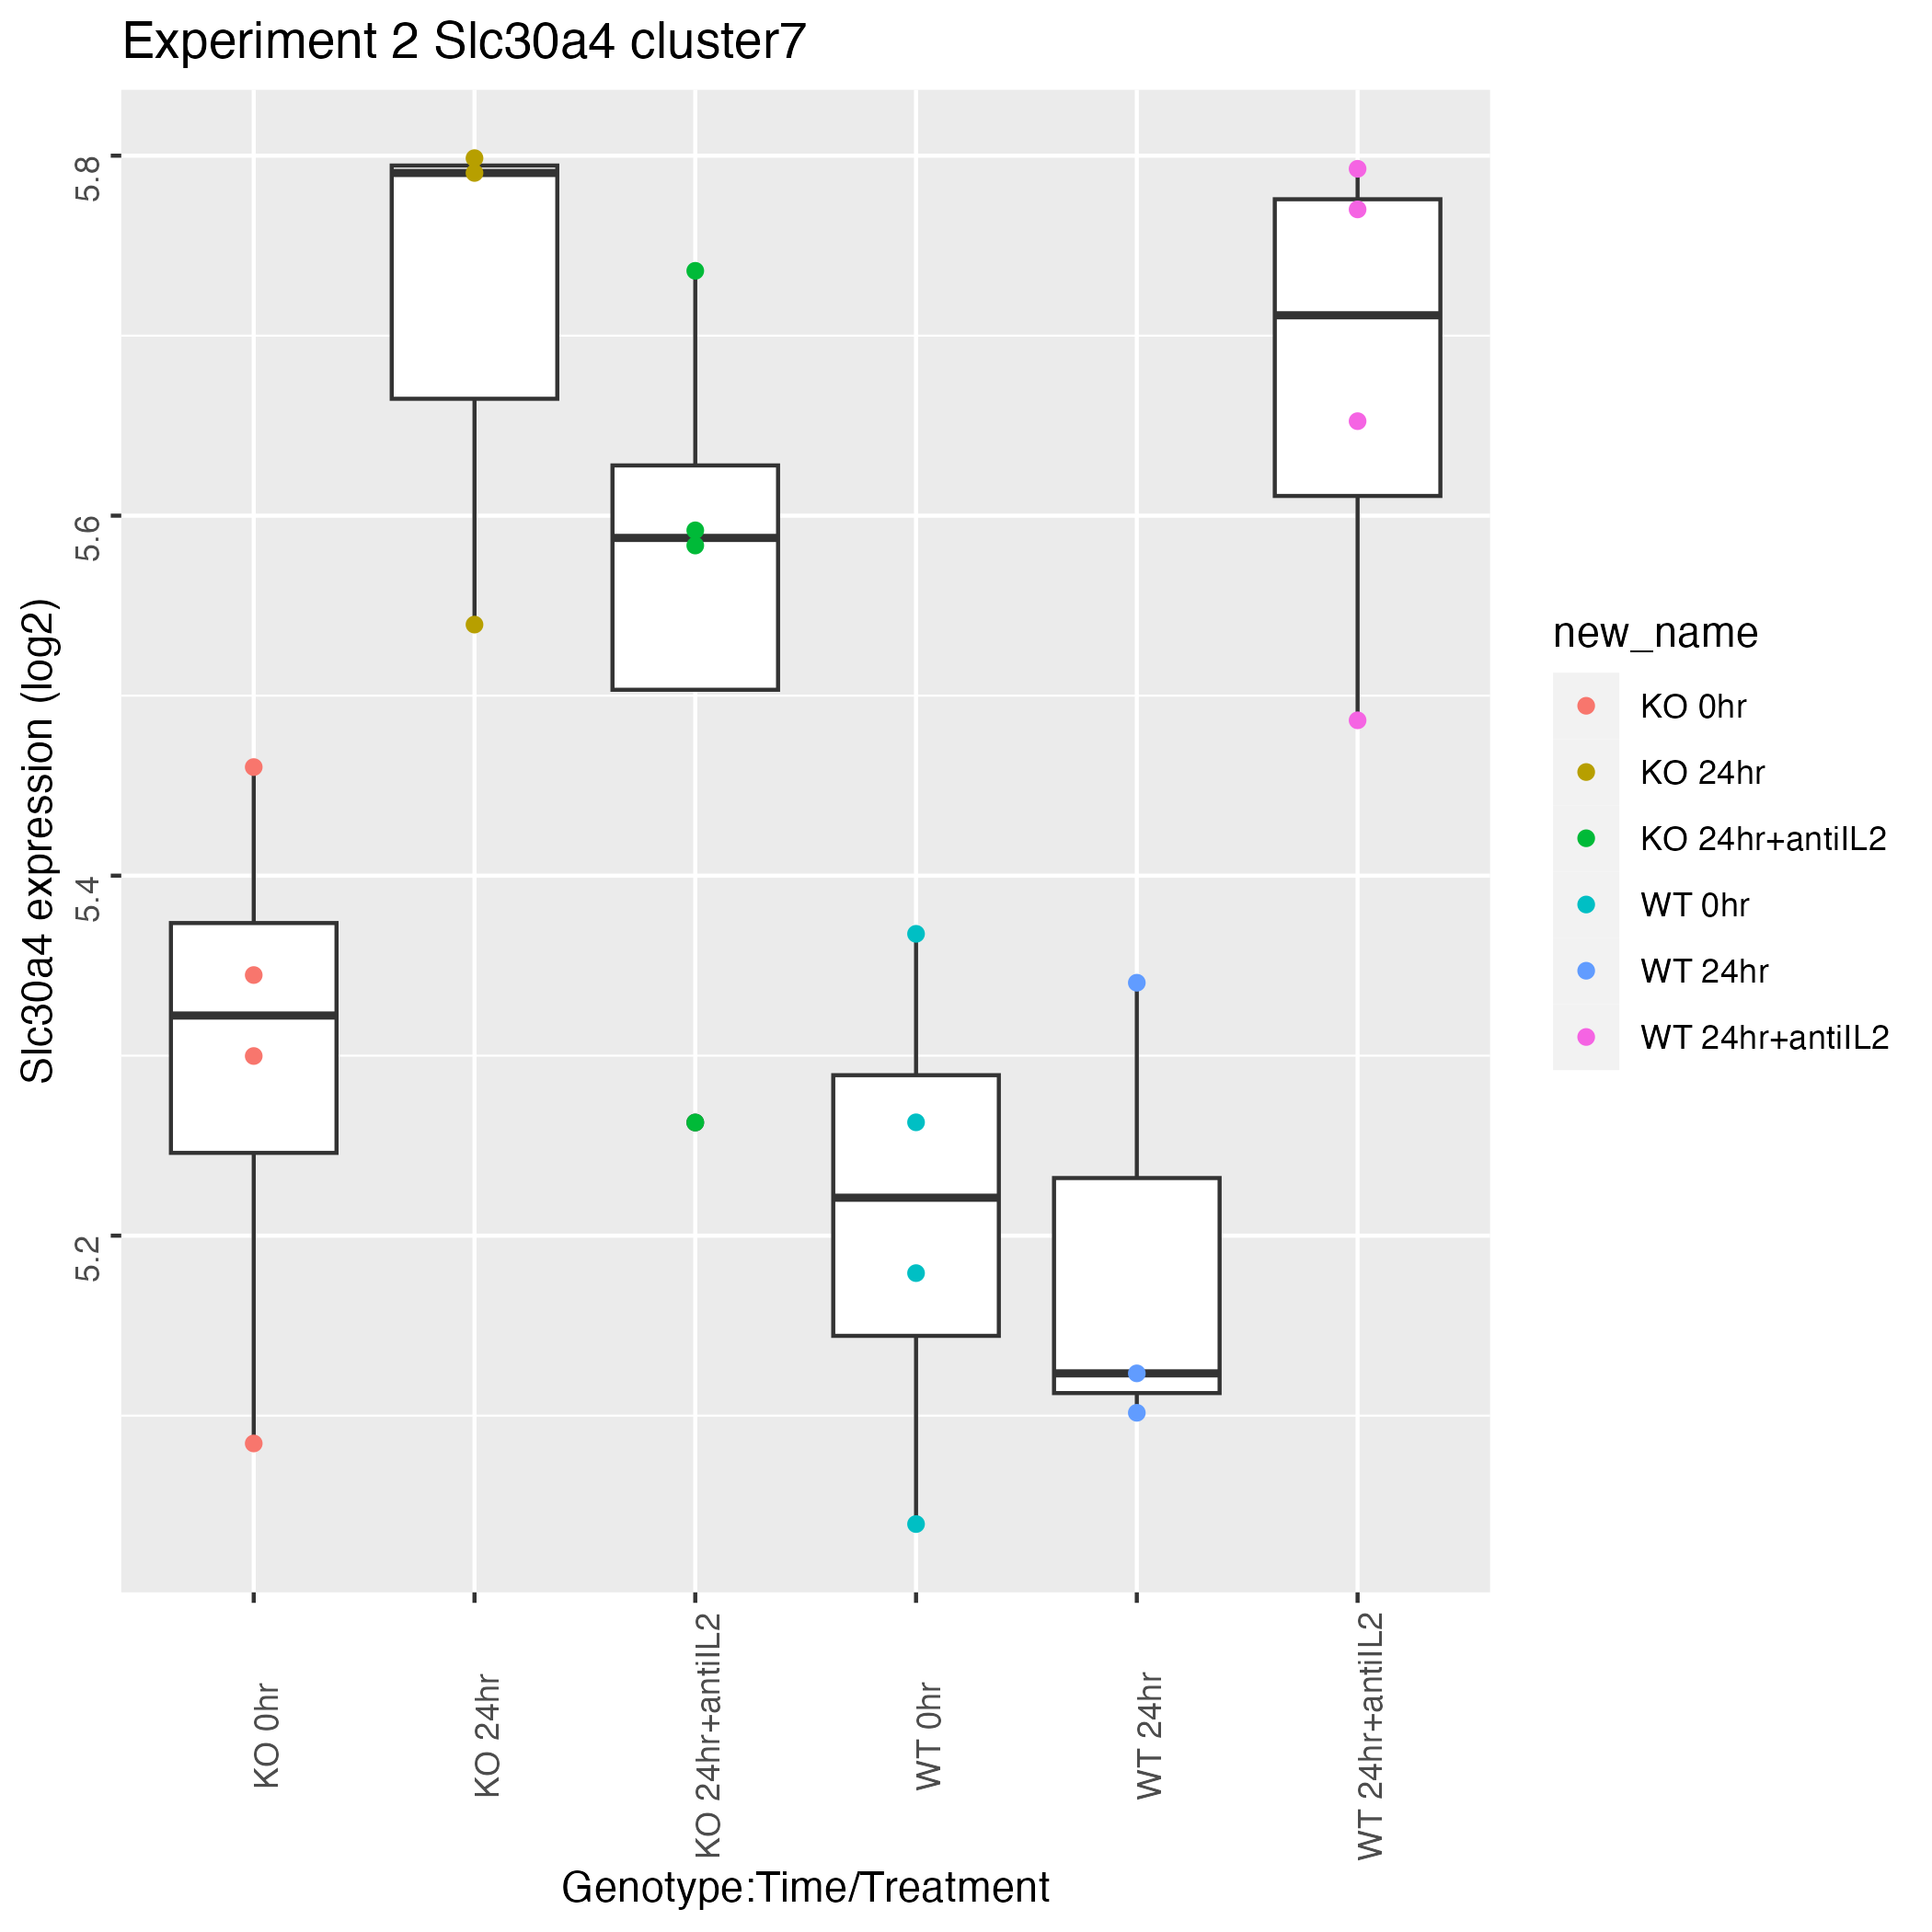 Experiment 2 Slc30a4 cluster7
Slc30a4 expression (log2)
5.8
5.6
5.4
5.2
KO 0hr
KO 24hr
KO 24hr+antiIL2
WT 0hr
WT 24hr
WT 24hr+antiIL2
Genotype:Time/Treatment
new_name
KO 0hr
KO 24hr
KO 24hr+antiIL2
WT 0hr
WT 24hr
WT 24hr+antiIL2